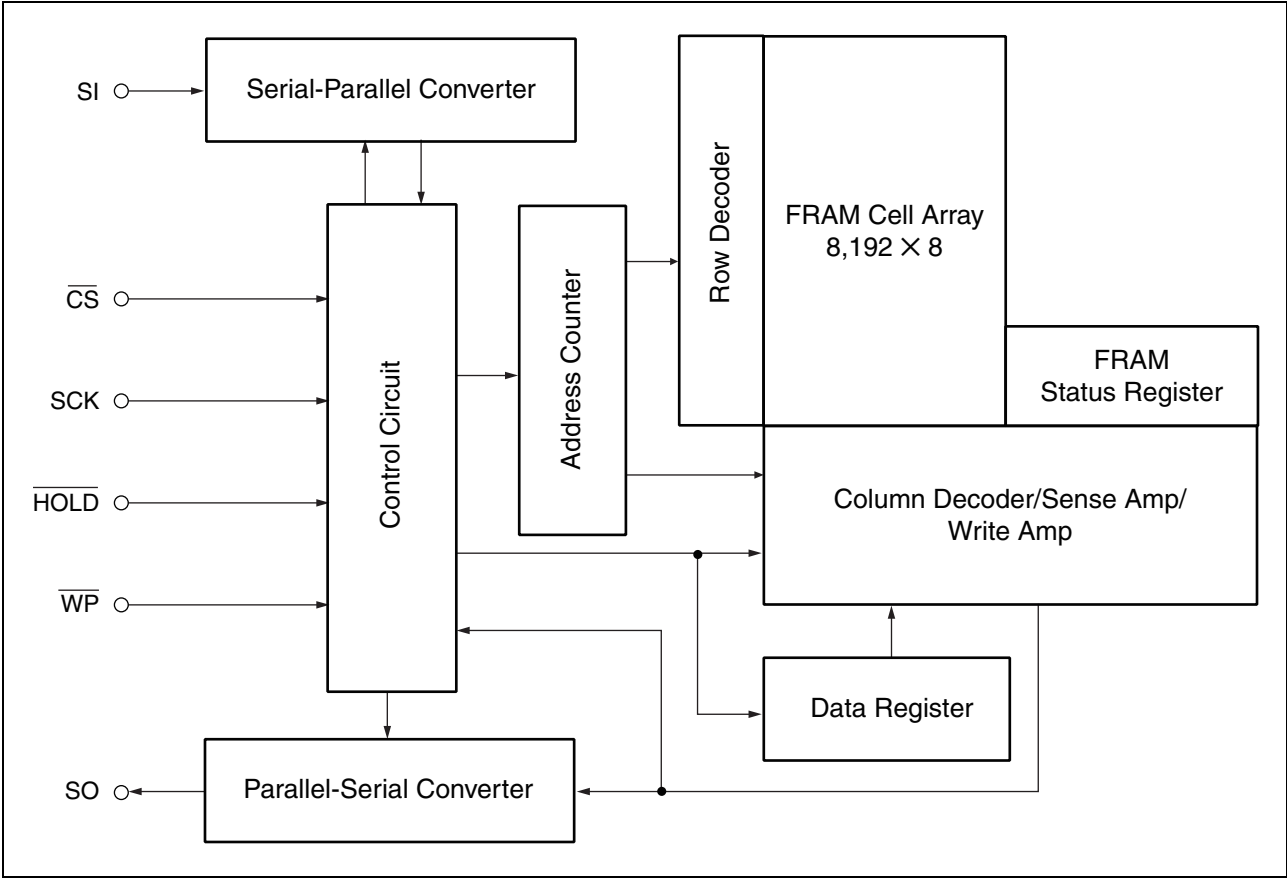 SI
Serial-Parallel Converter
Row Decoder
FRAM Cell Array
8,192 × 8
CS
SCK
HOLD
WP
Control Circuit
Address Counter
FRAM
Status Register
Column Decoder/Sense Amp/
Write Amp
Data Register
SO
Parallel-Serial Converter